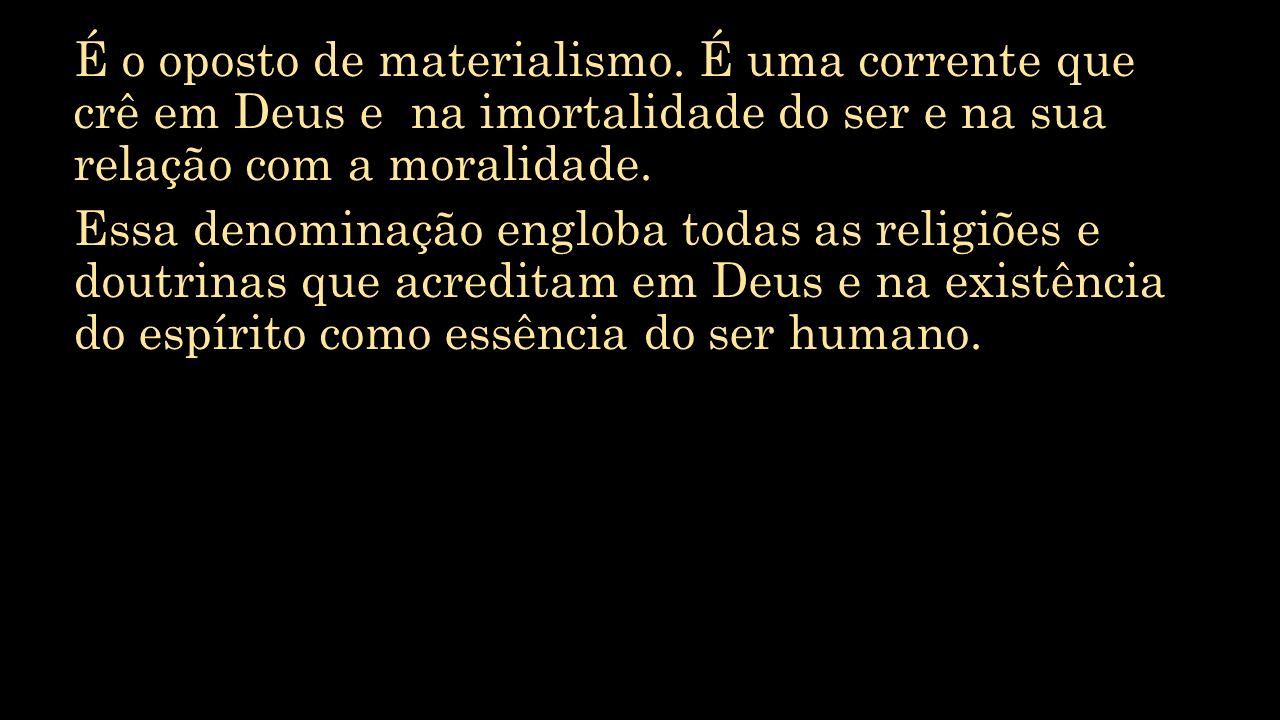 É o oposto de materialismo. É uma corrente que
crê em Deus e  na imortalidade do ser e na sua
relação com a moralidade.
Essa denominação engloba todas as religiões e
doutrinas que acreditam em Deus e na existência
do espírito como essência do ser humano.